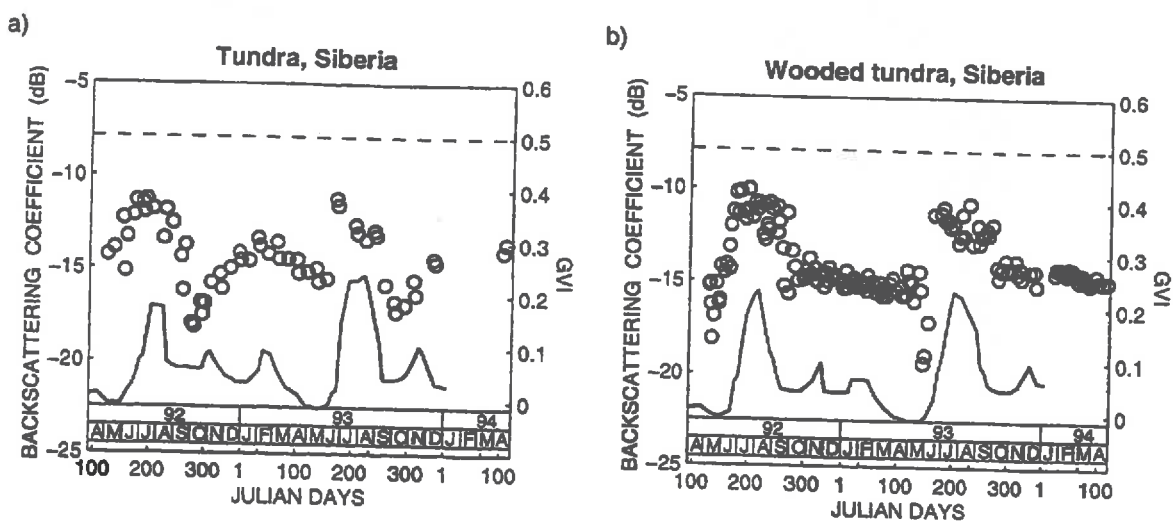 a)
Tundra, Siberia
BACKSCATTERING COEFFICIENT (dB)
-5
-10
-15
-20
-25
0.6
0.5
0.4
0.3
0.2
0.1
0
GVI
92 93 94
A M J J A S O N D J F M A M J J A S O N D J F M A
100 200 300 1 100 200 300 1 100
JULIAN DAYS
b)
Wooded tundra, Siberia
BACKSCATTERING COEFFICIENT (dB)
-5
-10
-15
-20
-25
0.6
0.5
0.4
0.3
0.2
0.1
0
GVI
92 93 94
A M J J A S O N D J F M A M J J A S O N D J F M A
100 200 300 1 100 200 300 1 100
JULIAN DAYS